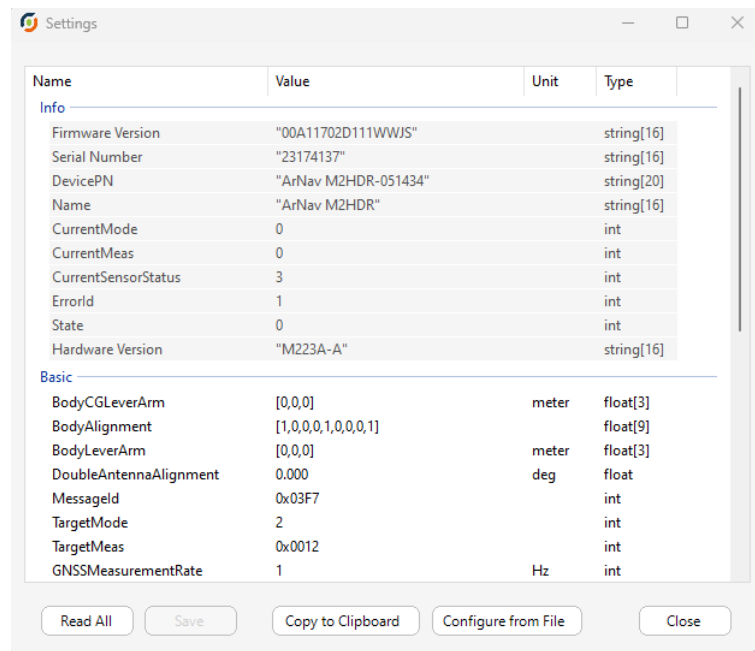 Settings
Name Value Unit Type
Info
Firmware Version "00A11702D111WWJS" string[16]
Serial Number "23174137" string[16]
DevicePN "ArNav M2HDR-051434" string[20]
Name "ArNav M2HDR" string[16]
CurrentMode 0 int
CurrentMeas 0 int
CurrentSensorStatus 3 int
ErrorId 1 int
State 0 int
Hardware Version "M223A-A" string[16]
Basic
BodyCGLeverArm [0,0,0] meter float[3]
BodyAlignment [1,0,0,0,1,0,0,0,1] float[9]
BodyLeverArm [0,0,0] meter float[3]
DoubleAntennaAlignment 0.000 deg float
MessageId 0x03F7 int
TargetMode 2 int
TargetMeas 0x0012 int
GNSSMeasurementRate 1 Hz int
Read All Save Copy to Clipboard Configure from File Close